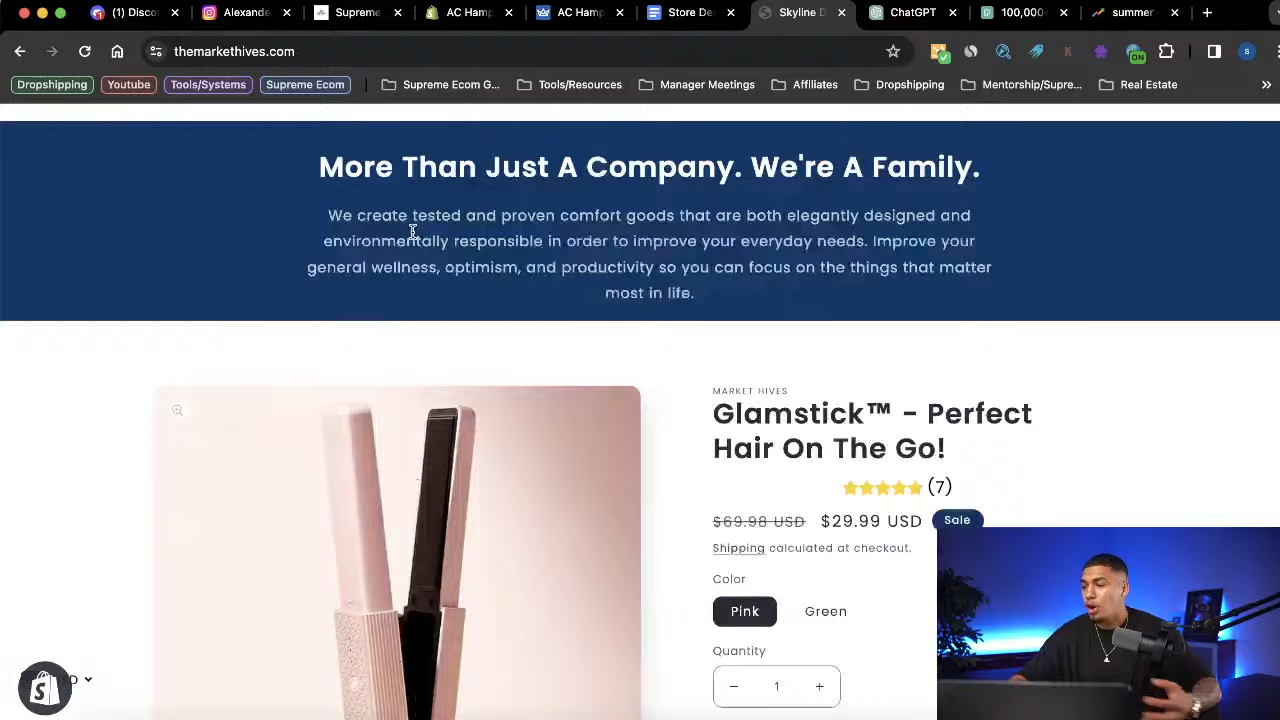 (1) Disco
Alexande
Supreme
AC Ham
AC Ham
Store De
Skyline D
ChatGPT
100,000
summer
themarkethives.com
ON
S
Dropshipping
Youtube
Tools/Systems
Supreme Ecom
Supreme Ecom G...
Tools/Resources
Manager Meetings
Affiliates
Dropshipping
Mentorship/Supre...
Real Estate
More Than Just A Company. We're A Family.
We create tested and proven comfort goods that are both elegantly designed and
environmentally responsible in order to improve your everyday needs. Improve your
general wellness, optimism, and productivity so you can focus on the things that matter
most in life.
MARKET HIVES
Glamstick™ - Perfect
Hair On The Go!
(7)
$69.98 USD $29.99 USD Sale
Shipping calculated at checkout.
Color
Pink Green
Quantity
− 1 +